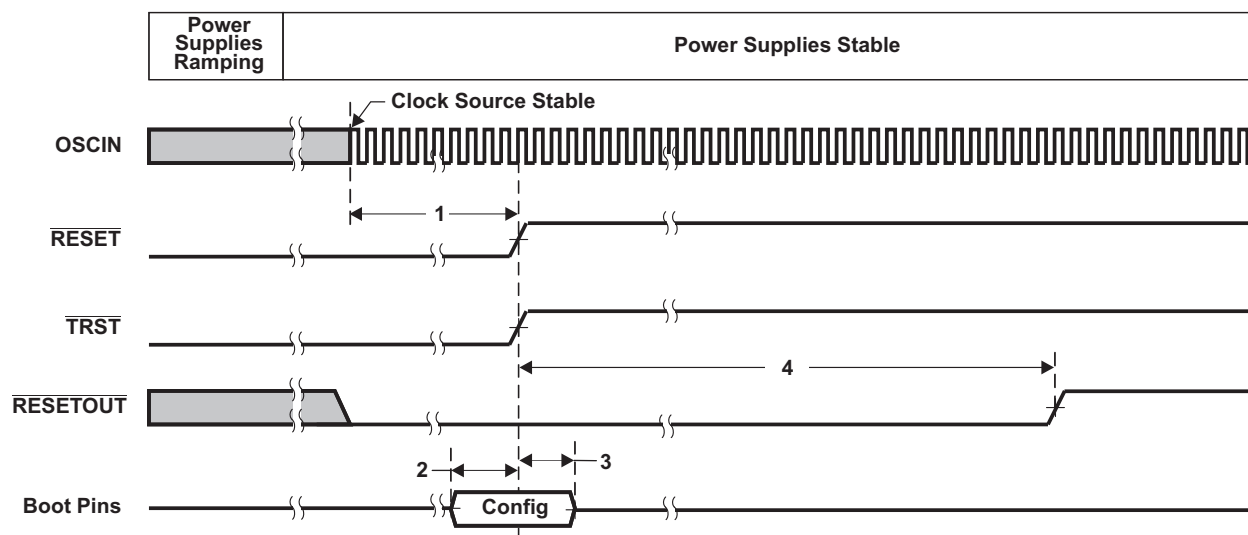 Power
Supplies
Ramping
Power Supplies Stable
Clock Source Stable
OSCIN
1
RESET
TRST
4
RESETOUT
2
3
Boot Pins
Config